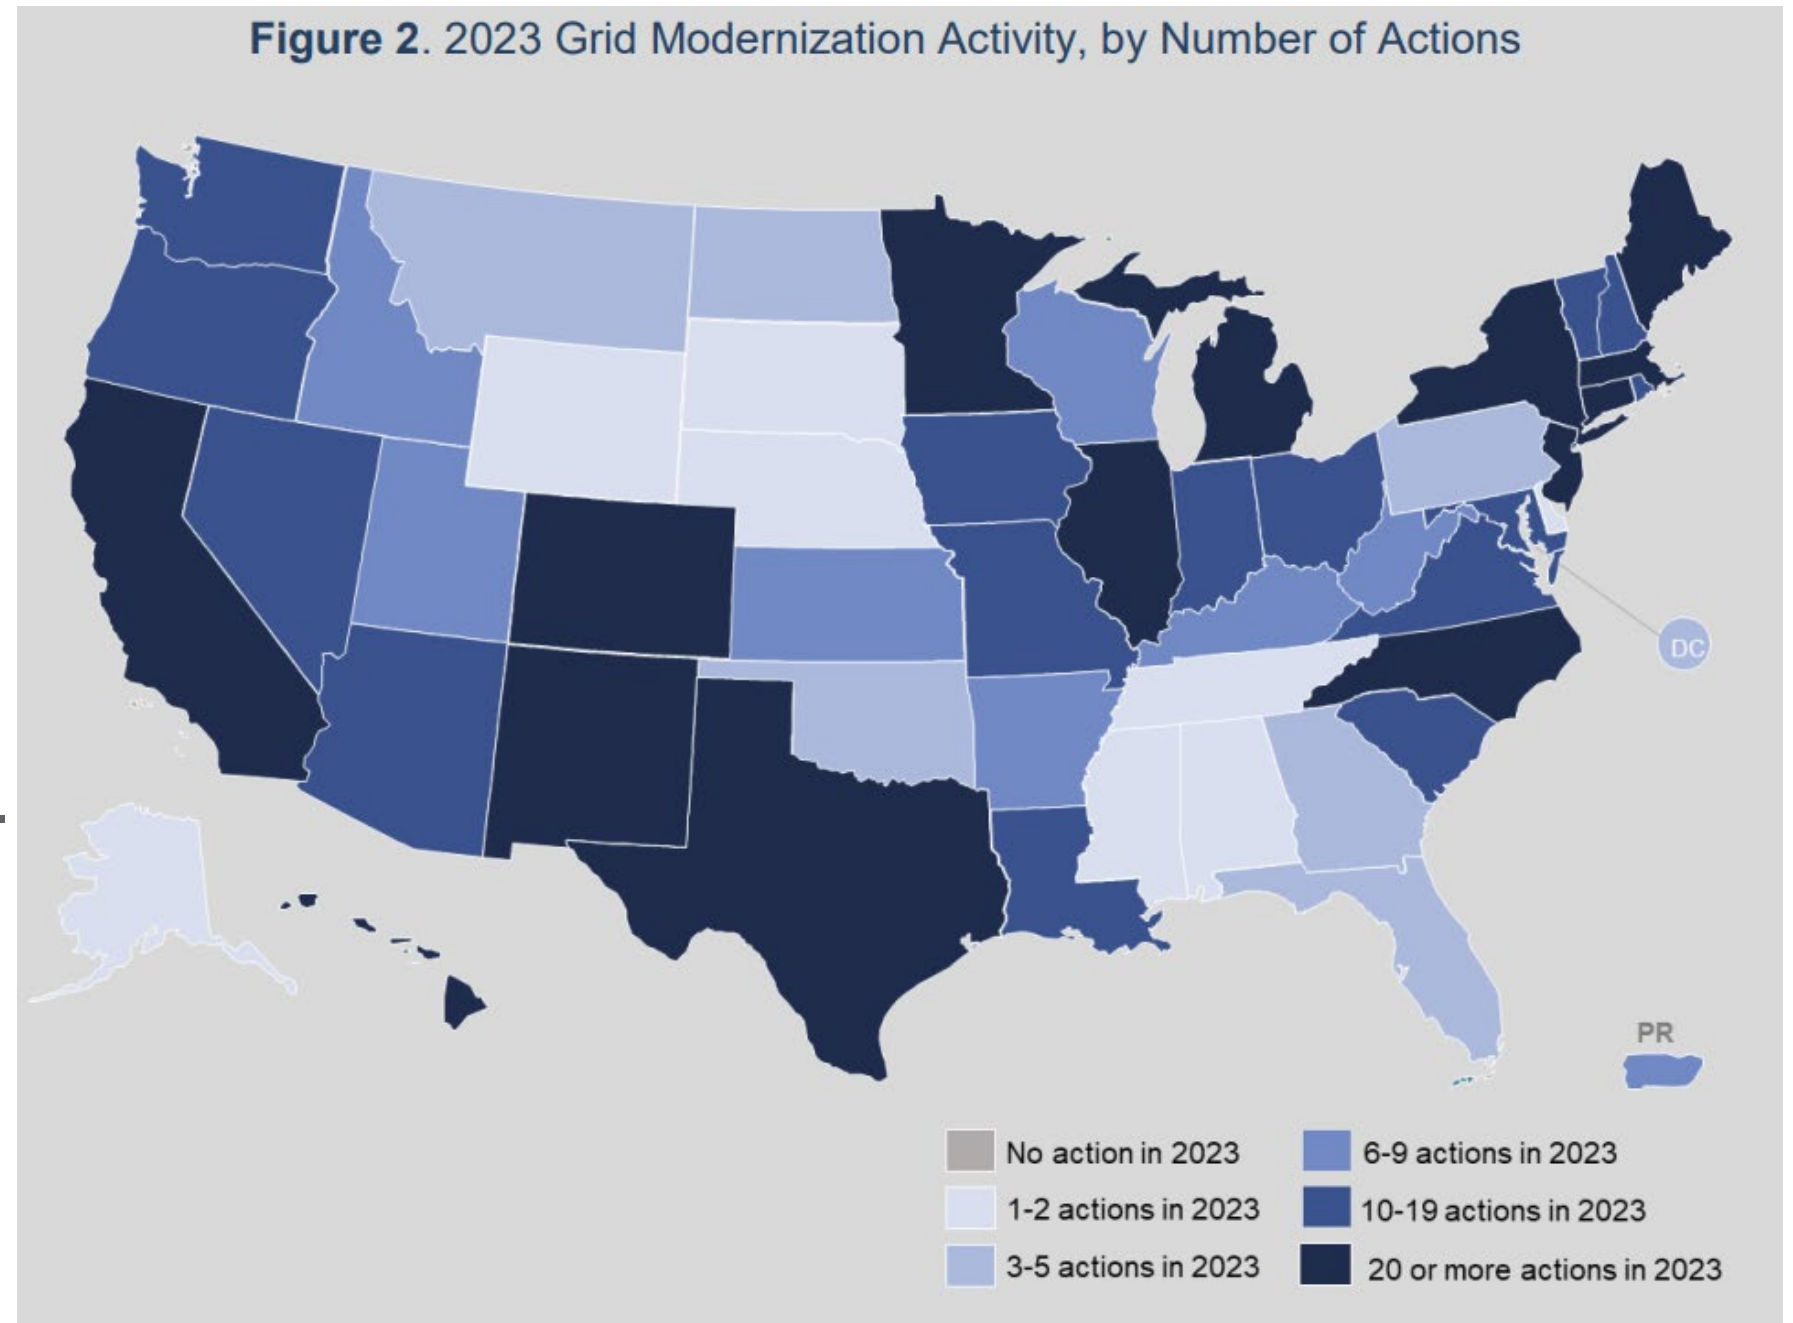 Figure 2. 2023 Grid Modernization Activity, by Number of Actions
DC
PR
No action in 2023
6-9 actions in 2023
1-2 actions in 2023
10-19 actions in 2023
3-5 actions in 2023
20 or more actions in 2023